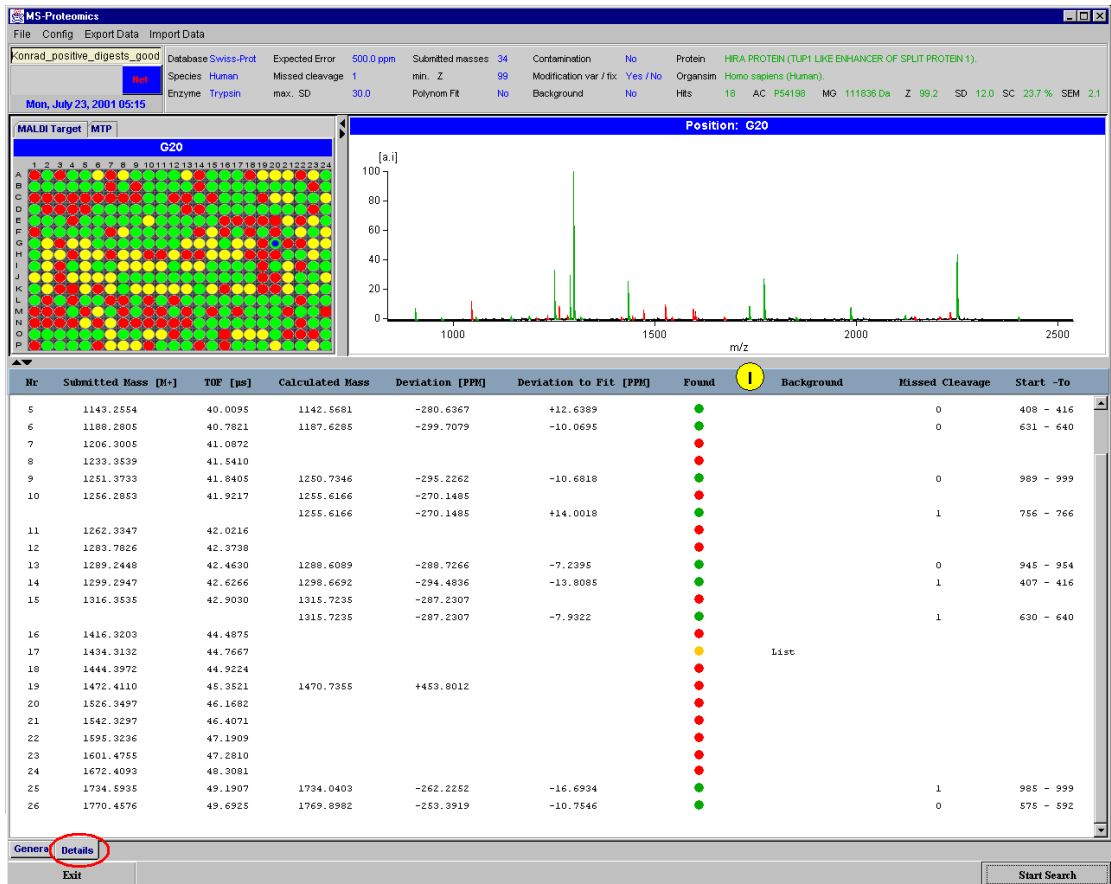 MS-Proteomics
File Config Export Data Import Data
Konrad_positive_digests_good
Hot
Mon, July 23, 2001 05:15
Database Swiss-Prot Expected Error 500.0 ppm Submitted masses 34 Contamination No Protein HIRA PROTEIN (TUP1 LIKE ENHANCER OF SPLIT PROTEIN 1).
Species Human Missed cleavage 1 min. Z 99 Modification var / fix Yes / No Organsim Homo sapiens (Human).
Enzyme Trypsin max. SD 30.0 Polynom Fit No Background No Hits 18 AC P54198 MG 111836 Da Z 99.2 SD 12.0 SC 23.7 % SEM 2.1
MALDI Target MTP
G20
1 2 3 4 5 6 7 8 9 10 11 12 13 14 15 16 17 18 19 20 21 22 23 24
A
B
C
D
E
F
G
H
I
J
K
L
M
N
O
P
Position: G20
[a.i]
100
80
60
40
20
0
1000 1500 2000 2500
m/z
Nr Submitted Mass [M+] TOF [µs] Calculated Mass Deviation [PPM] Deviation to Fit [PPM] Found I Background Missed Cleavage Start -To
5 1143.2554 40.0095 1142.5681 -280.6367 +12.6389 0 408 - 416
6 1188.2805 40.7821 1187.6285 -299.7079 -10.0695 0 631 - 640
7 1206.3005 41.0872
8 1233.3539 41.5410
9 1251.3733 41.8405 1250.7346 -295.2262 -10.6818 0 989 - 999
10 1256.2853 41.9217 1255.6166 -270.1485
1255.6166 -270.1485 +14.0018 1 756 - 766
11 1262.3347 42.0216
12 1283.7826 42.3738
13 1289.2448 42.4630 1288.6089 -288.7266 -7.2395 0 945 - 954
14 1299.2947 42.6266 1298.6692 -294.4836 -13.8085 1 407 - 416
15 1316.3535 42.9030 1315.7235 -287.2307
1315.7235 -287.2307 -7.9322 1 630 - 640
16 1416.3203 44.4875
17 1434.3132 44.7667 List
18 1444.3972 44.9224
19 1472.4110 45.3521 1470.7355 +453.8012
20 1526.3497 46.1682
21 1542.3297 46.4071
22 1595.3236 47.1909
23 1601.4755 47.2810
24 1672.4093 48.3081
25 1734.5935 49.1907 1734.0403 -262.2252 -16.6934 1 985 - 999
26 1770.4576 49.6925 1769.8982 -253.3919 -10.7546 0 575 - 592
Genera Details
Exit Start Search